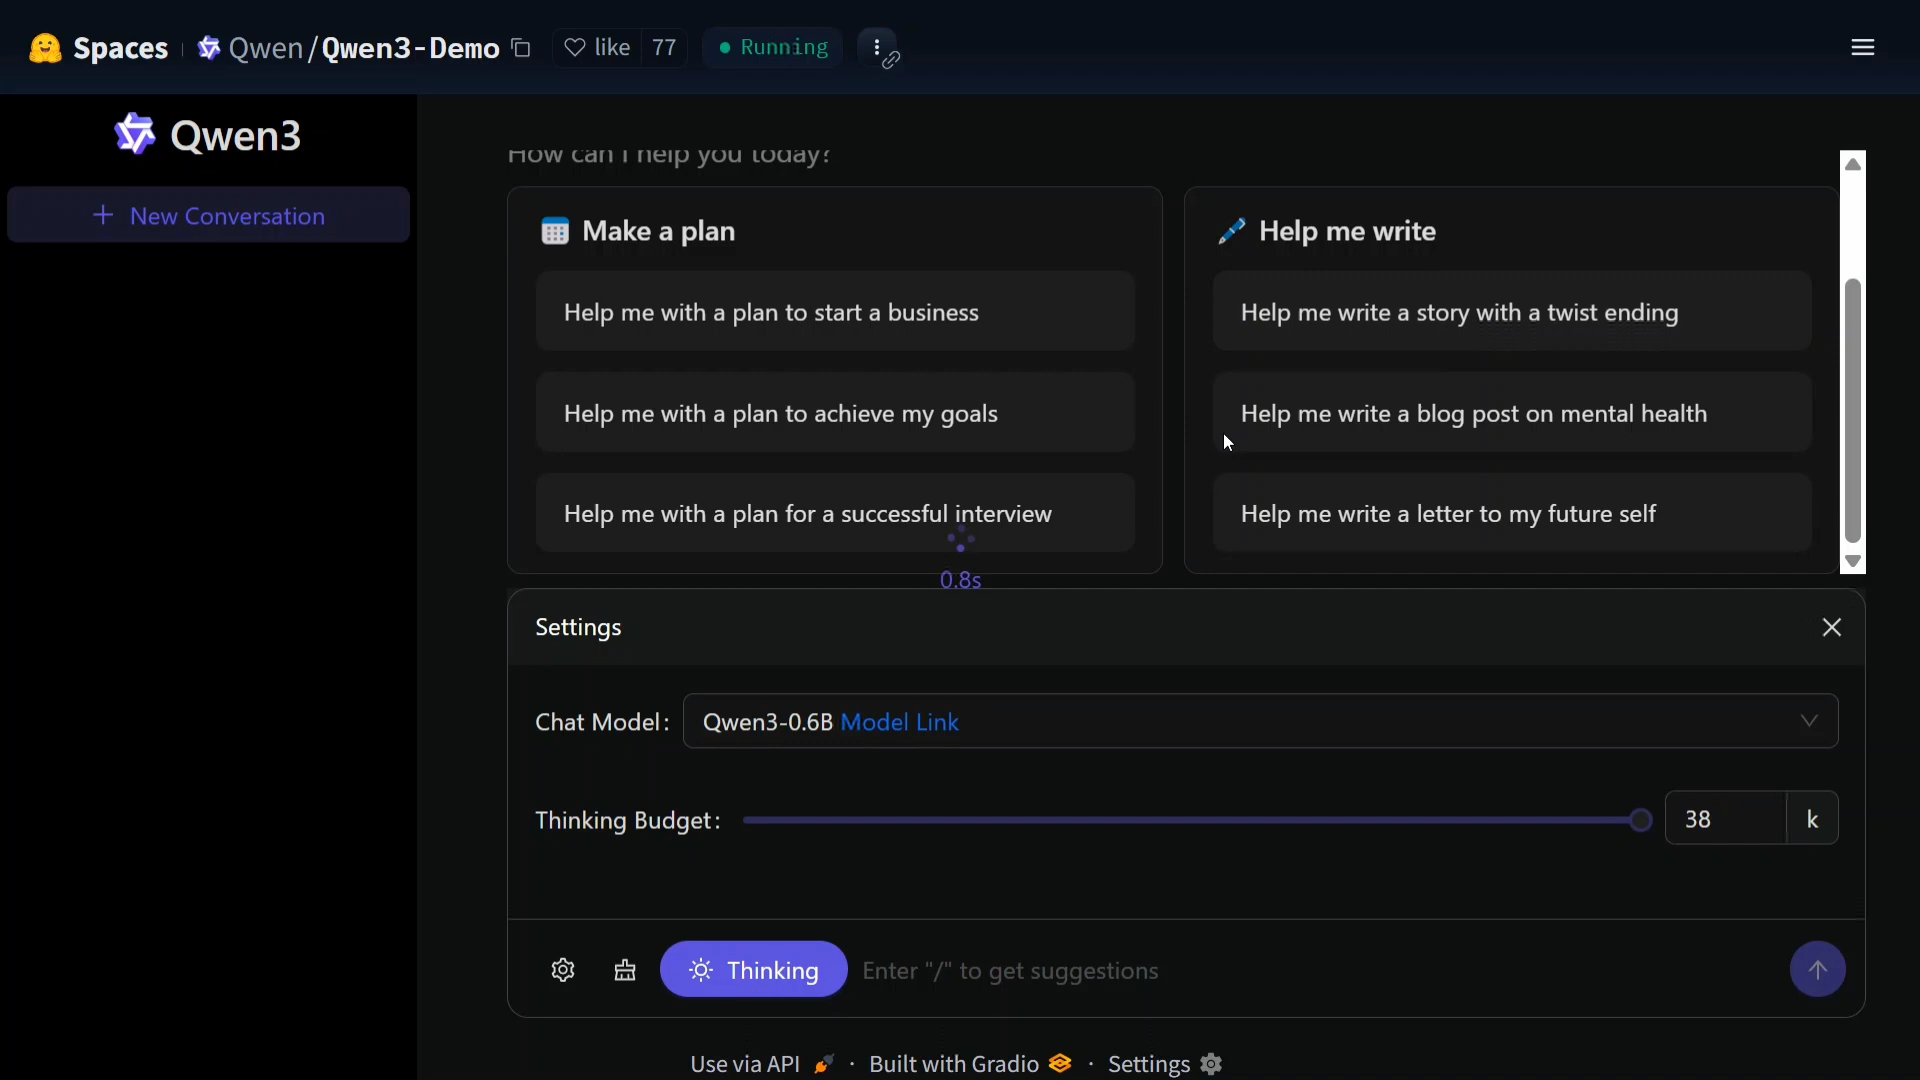 Spaces
Qwen/Qwen3-Demo
like 77
Running
Qwen3
+ New Conversation
How can I help you today?
Make a plan
Help me with a plan to start a business
Help me with a plan to achieve my goals
Help me with a plan for a successful interview
Help me write
Help me write a story with a twist ending
Help me write a blog post on mental health
Help me write a letter to my future self
0.8s
Settings
Chat Model: Qwen3-0.6B Model Link
Thinking Budget: 38 k
Thinking
Enter "/" to get suggestions
Use via API · Built with Gradio · Settings